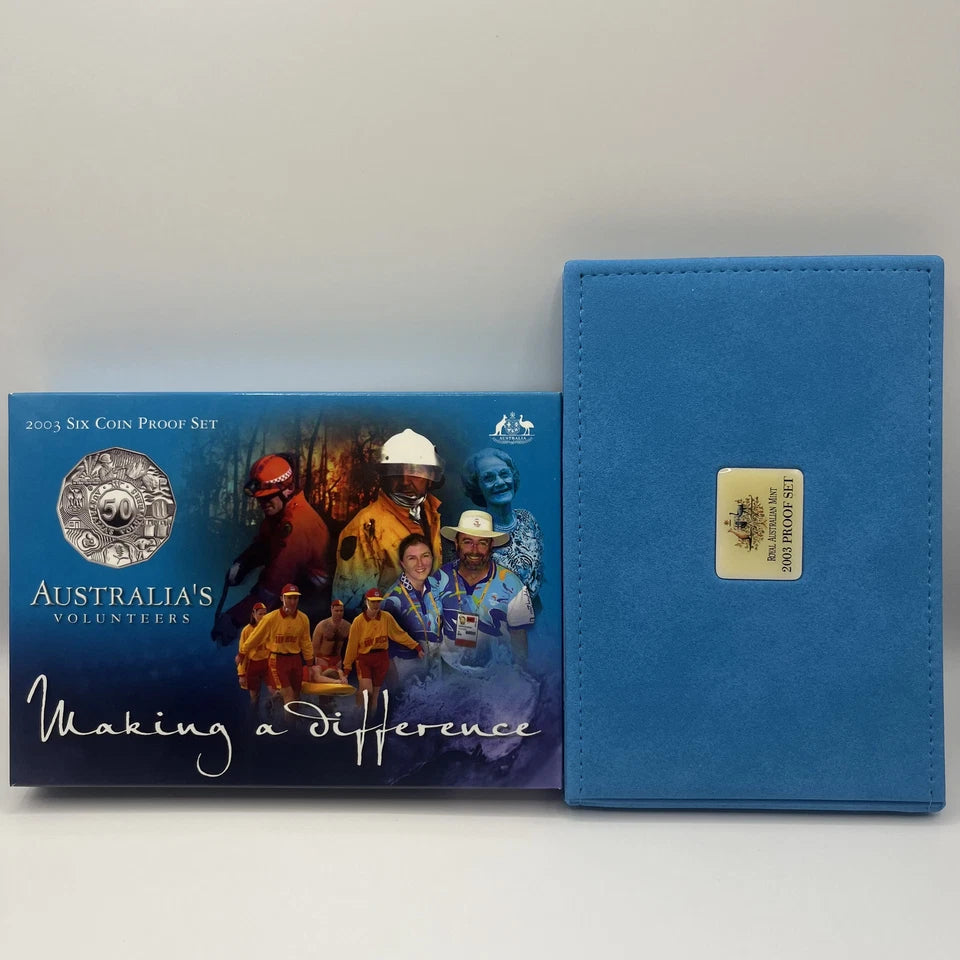 2003 SIX COIN PROOF SET
AUSTRALIA
50
AUSTRALIA'S
VOLUNTEERS
Making a difference
ROYAL AUSTRALIAN MINT
2003 PROOF SET